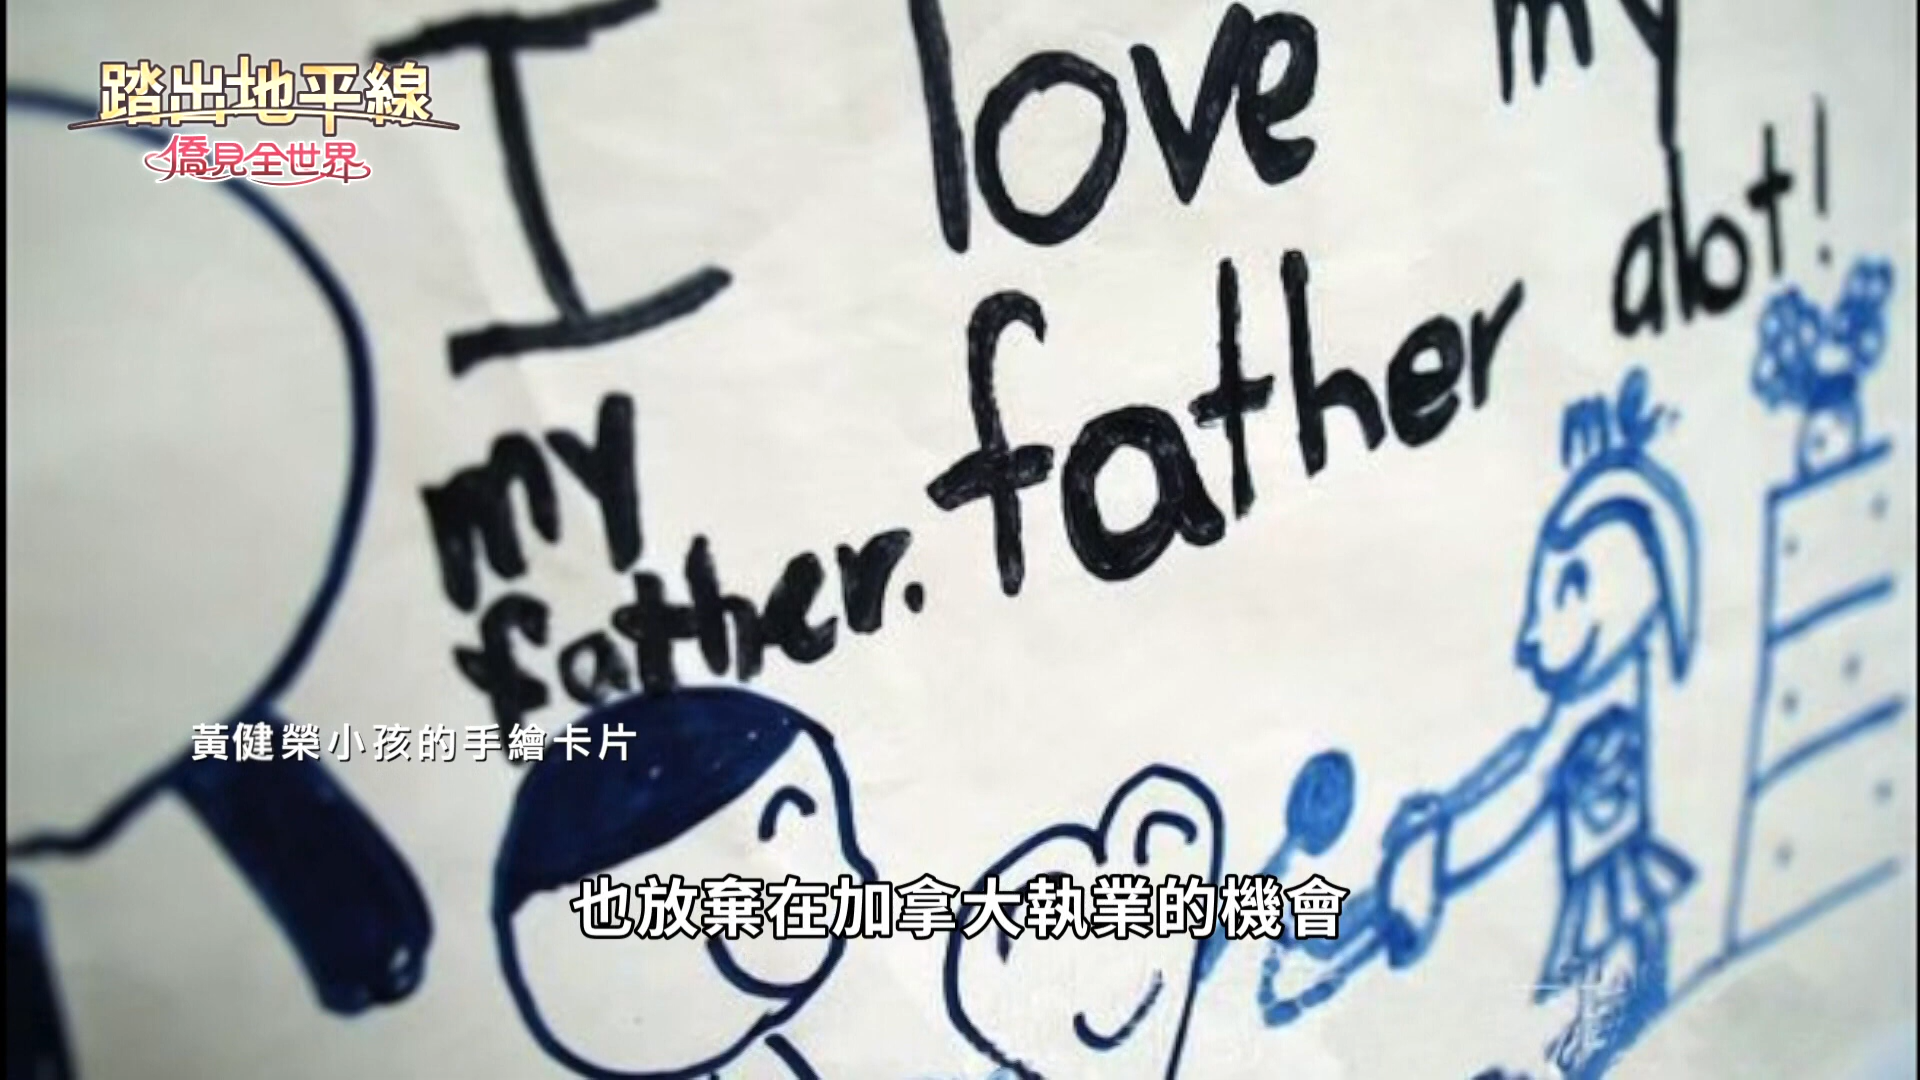 踏出地平線
僑見全世界
I love my
father alot!
my
father.
me.
黃健榮小孩的手繪卡片
也放棄在加拿大執業的機會